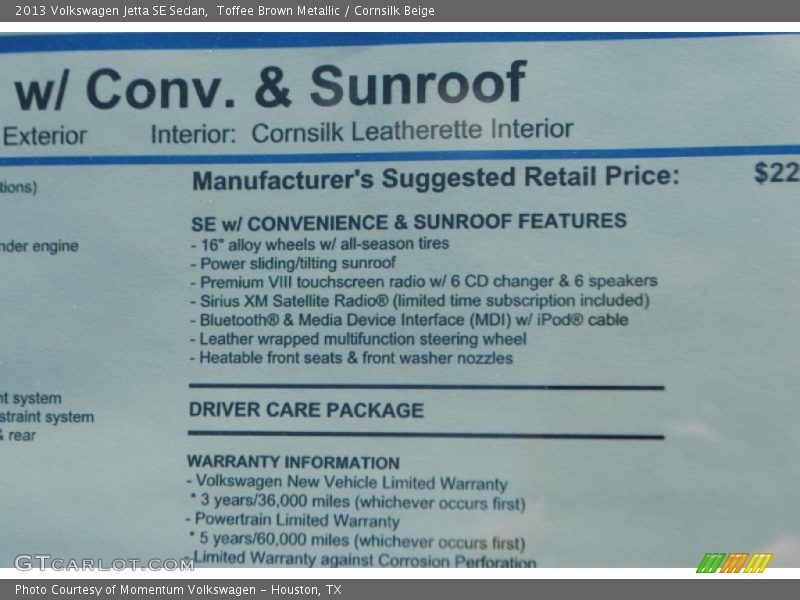 2013 Volkswagen Jetta SE Sedan, Toffee Brown Metallic / Cornsilk Beige
w/ Conv. & Sunroof
Exterior Interior: Cornsilk Leatherette Interior
tions)
Manufacturer's Suggested Retail Price: $22
SE w/ CONVENIENCE & SUNROOF FEATURES
nder engine - 16" alloy wheels w/ all-season tires
- Power sliding/tilting sunroof
- Premium VIII touchscreen radio w/ 6 CD changer & 6 speakers
- Sirius XM Satellite Radio® (limited time subscription included)
- Bluetooth® & Media Device Interface (MDI) w/ iPod® cable
- Leather wrapped multifunction steering wheel
- Heatable front seats & front washer nozzles
nt system
straint system
& rear
DRIVER CARE PACKAGE
WARRANTY INFORMATION
- Volkswagen New Vehicle Limited Warranty
* 3 years/36,000 miles (whichever occurs first)
- Powertrain Limited Warranty
* 5 years/60,000 miles (whichever occurs first)
- Limited Warranty against Corrosion Perforation
GTCARLOT.COM
Photo Courtesy of Momentum Volkswagen - Houston, TX